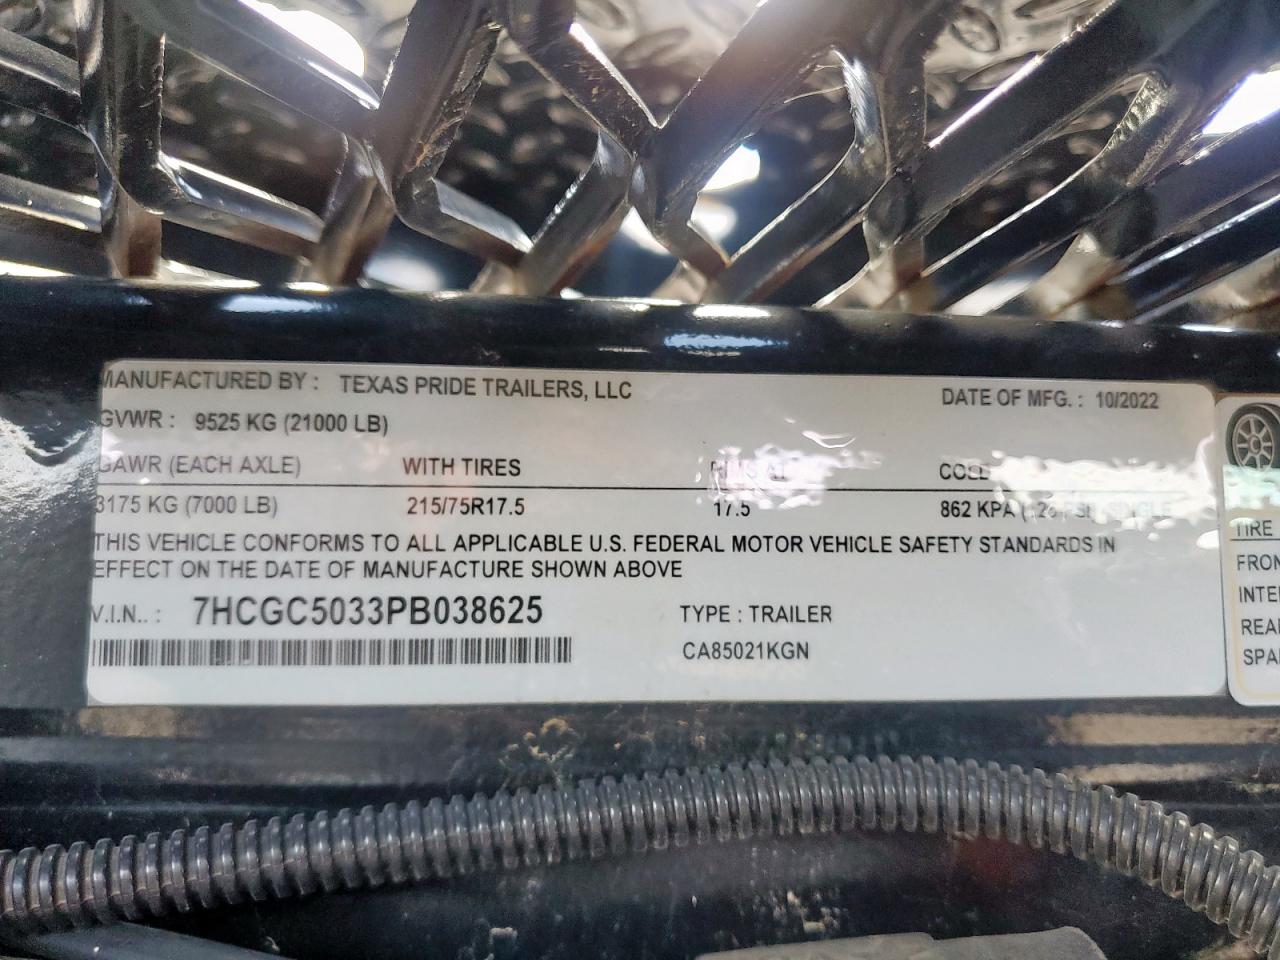 MANUFACTURED BY : TEXAS PRIDE TRAILERS, LLC DATE OF MFG. : 10/2022
GVWR : 9525 KG (21000 LB)
GAWR (EACH AXLE) WITH TIRES
3175 KG (7000 LB) 215/75R17.5 17.5 862 KPA SINGLE
THIS VEHICLE CONFORMS TO ALL APPLICABLE U.S. FEDERAL MOTOR VEHICLE SAFETY STANDARDS IN
EFFECT ON THE DATE OF MANUFACTURE SHOWN ABOVE
V.I.N.. : 7HCGC5033PB038625 TYPE : TRAILER
CA85021KGN
TIRE
FRON
INTE
REA
SPA